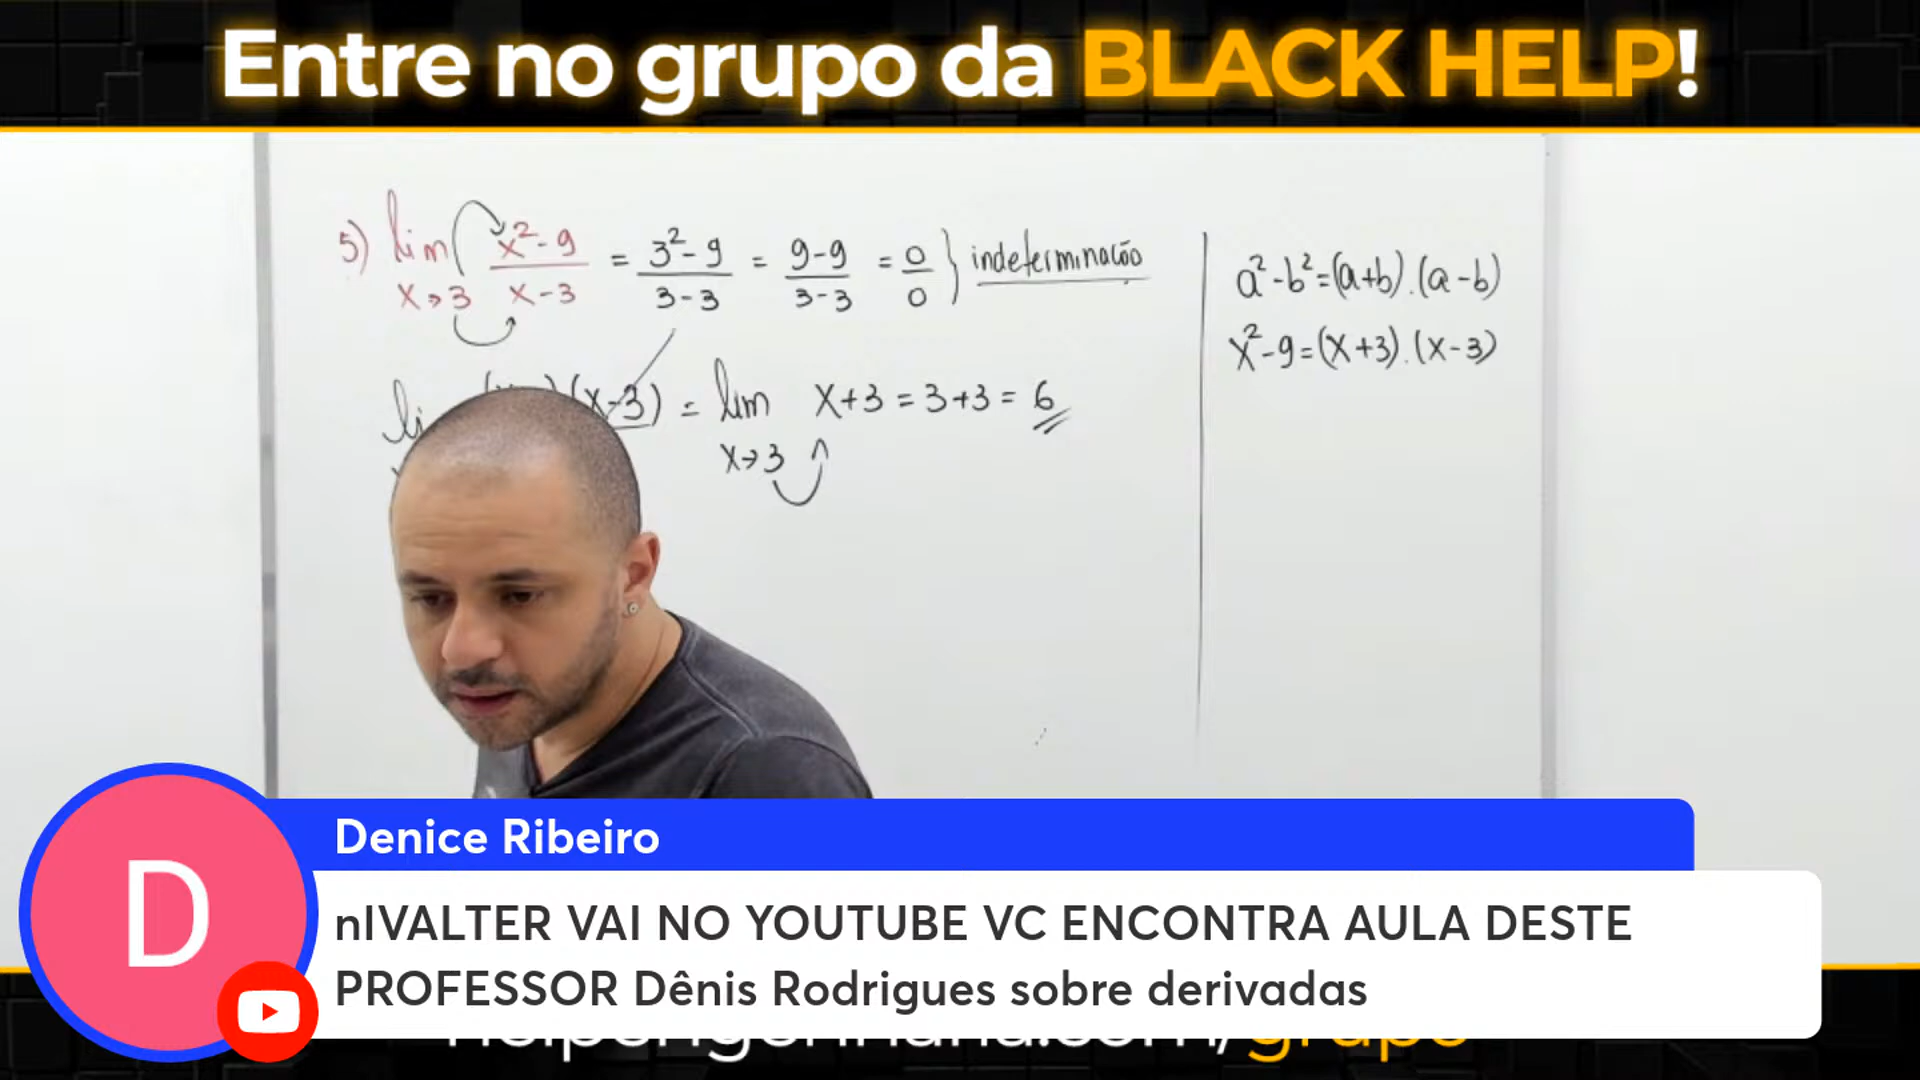 Entre no grupo da BLACK HELP!
5) lim x²-9 / x-3 = 3²-9 / 3-3 = 9-9 / 3-3 = 0 / 0 } indeterminação
x→3
a²-b²=(a+b).(a-b)
x²-9=(x+3).(x-3)
(x-3) = lim x+3 = 3+3 = 6
x→3
Denice Ribeiro
D
nIVALTER VAI NO YOUTUBE VC ENCONTRA AULA DESTE
PROFESSOR Dênis Rodrigues sobre derivadas